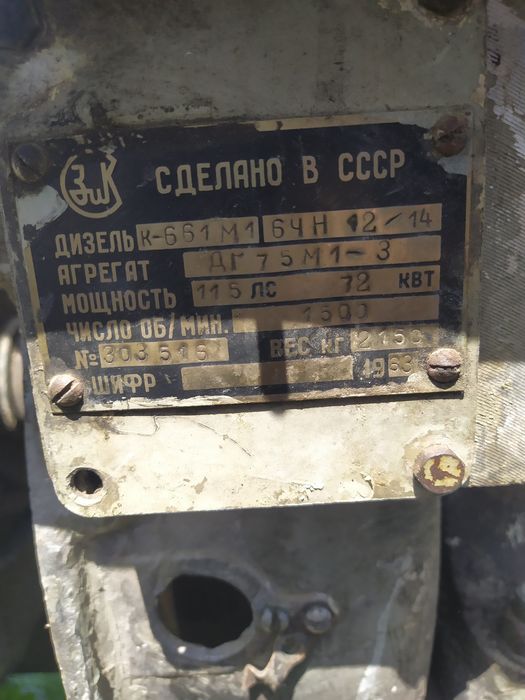 СДЕЛАНО В СССР
ДИЗЕЛЬ К-661М1 6ЧН 12/14
АГРЕГАТ ДГ75М1-3
МОЩНОСТЬ 115 ЛС 72 КВТ
ЧИСЛО ОБ/МИН. 1500
№ 303516 ВЕС КГ 2150
ШИФР 1963